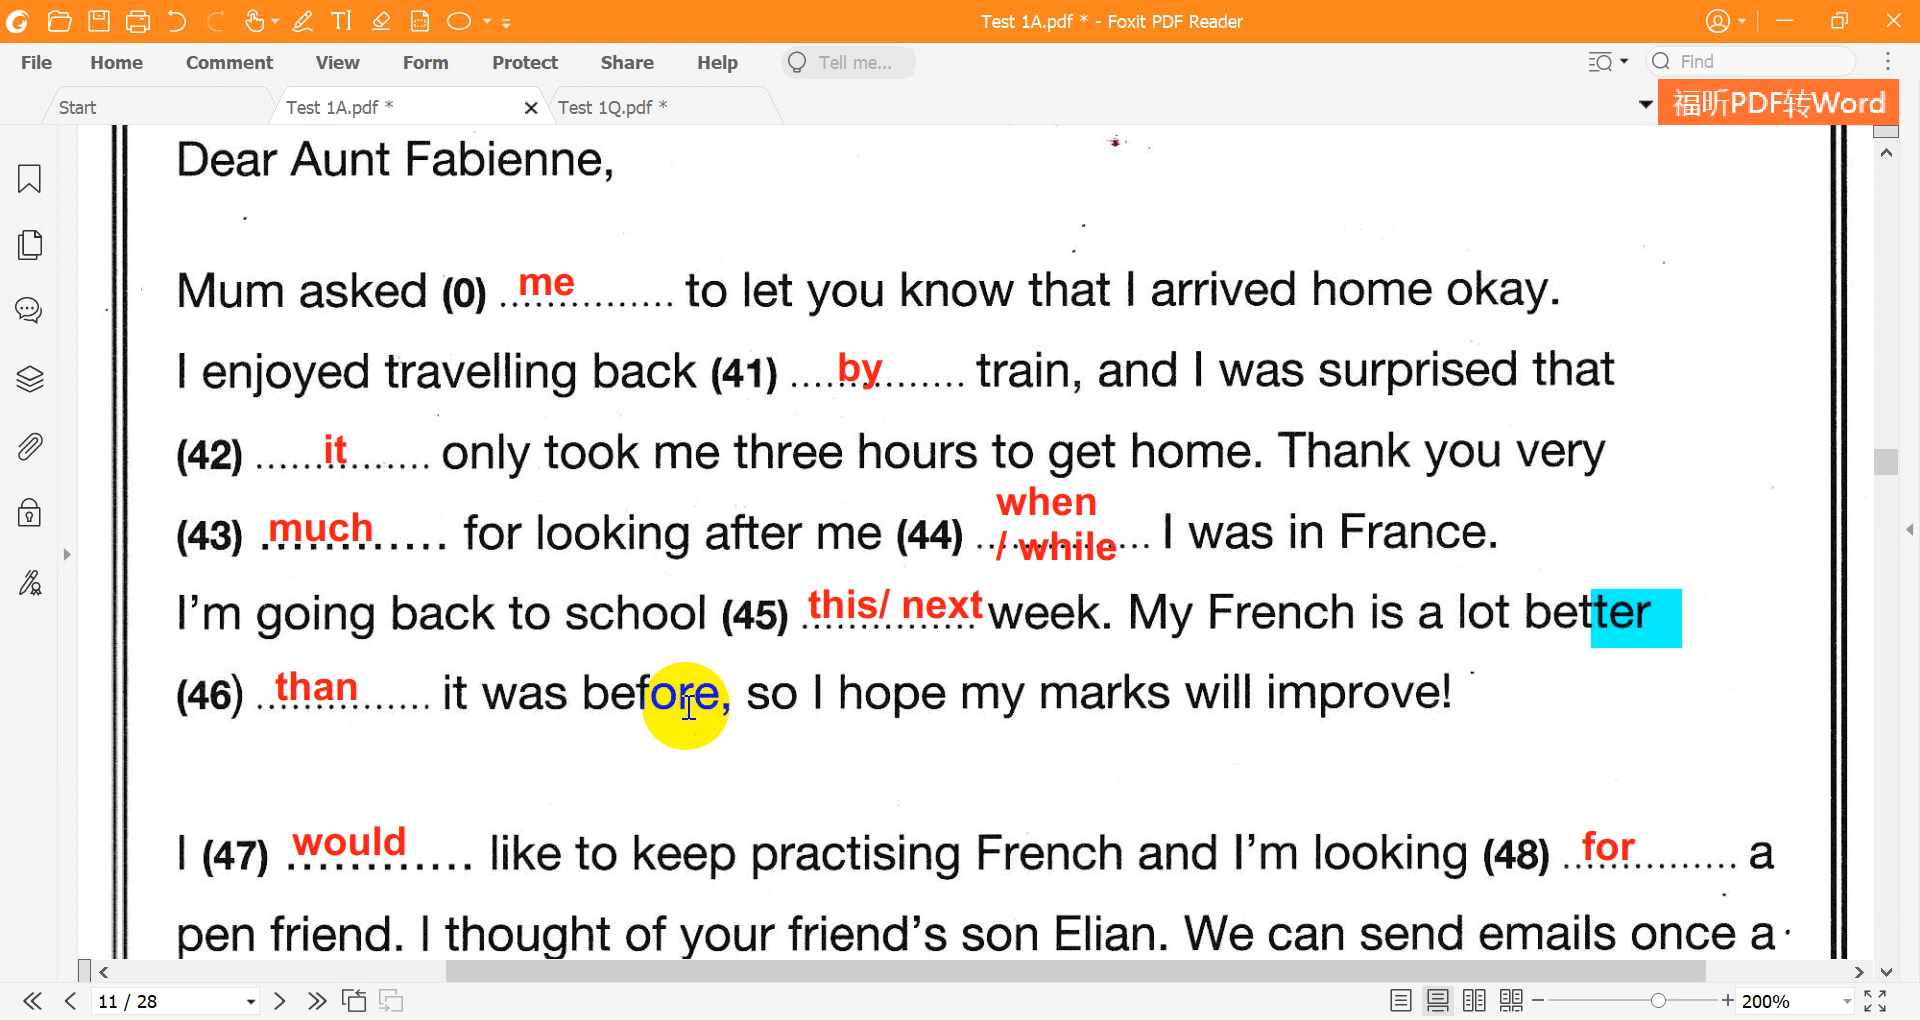 Test 1A.pdf * - Foxit PDF Reader
File Home Comment View Form Protect Share Help Tell me... Find
Start Test 1A.pdf * Test 1Q.pdf * 福昕PDF转Word
Dear Aunt Fabienne,
Mum asked (0) me to let you know that I arrived home okay.
I enjoyed travelling back (41) by train, and I was surprised that
(42) it only took me three hours to get home. Thank you very
(43) much for looking after me (44) when / while I was in France.
I'm going back to school (45) this/ next week. My French is a lot better
(46) than it was before, so I hope my marks will improve!
I (47) would like to keep practising French and I'm looking (48) for a
pen friend. I thought of your friend's son Elian. We can send emails once a
11 / 28 200%